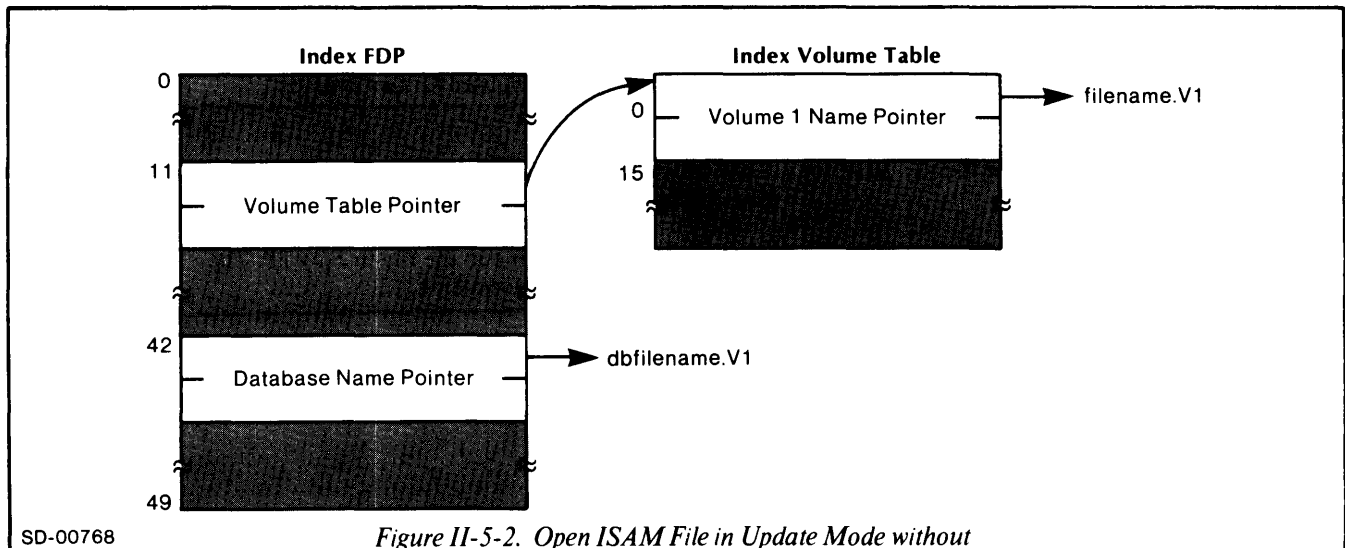 Index FDP
Index Volume Table
0
0
Volume 1 Name Pointer
filename.V1
11
15
Volume Table Pointer
42
Database Name Pointer
dbfilename.V1
49
SD-00768
Figure II-5-2. Open ISAM File in Update Mode without